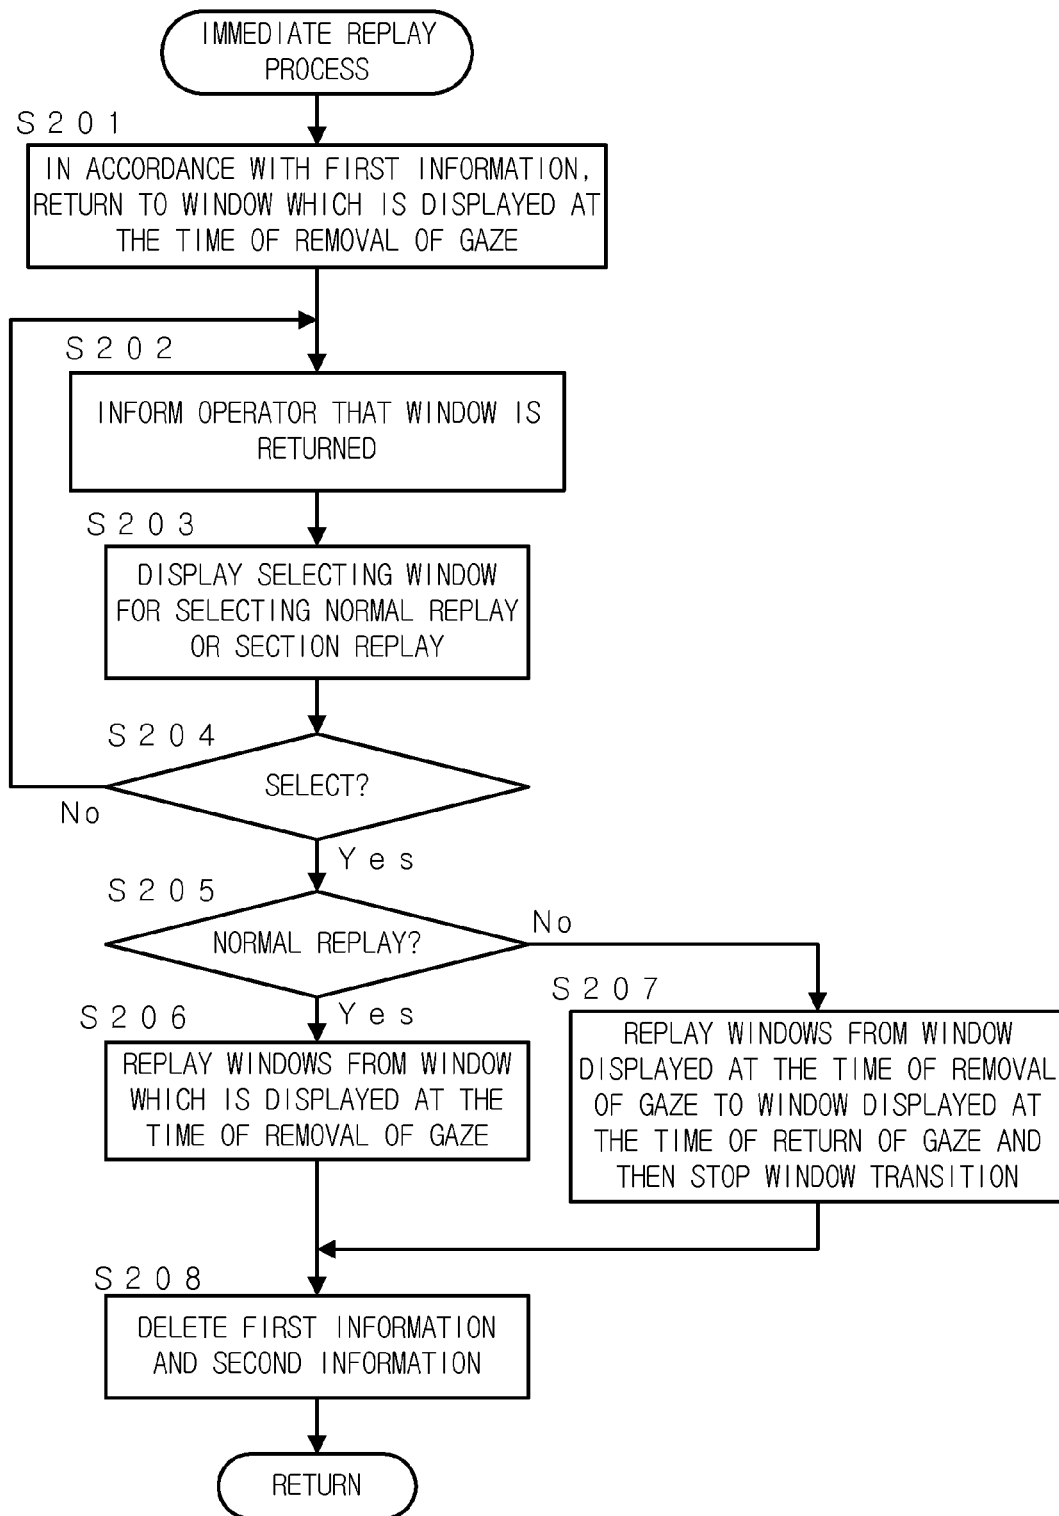 IMMEDIATE REPLAY
PROCESS
S201
IN ACCORDANCE WITH FIRST INFORMATION,
RETURN TO WINDOW WHICH IS DISPLAYED AT
THE TIME OF REMOVAL OF GAZE
S202
INFORM OPERATOR THAT WINDOW IS
RETURNED
S203
DISPLAY SELECTING WINDOW
FOR SELECTING NORMAL REPLAY
OR SECTION REPLAY
S204
SELECT?
No
Yes
S205
NORMAL REPLAY?
No
Yes
S206
REPLAY WINDOWS FROM WINDOW
WHICH IS DISPLAYED AT THE
TIME OF REMOVAL OF GAZE
S207
REPLAY WINDOWS FROM WINDOW
DISPLAYED AT THE TIME OF REMOVAL
OF GAZE TO WINDOW DISPLAYED AT
THE TIME OF RETURN OF GAZE AND
THEN STOP WINDOW TRANSITION
S208
DELETE FIRST INFORMATION
AND SECOND INFORMATION
RETURN